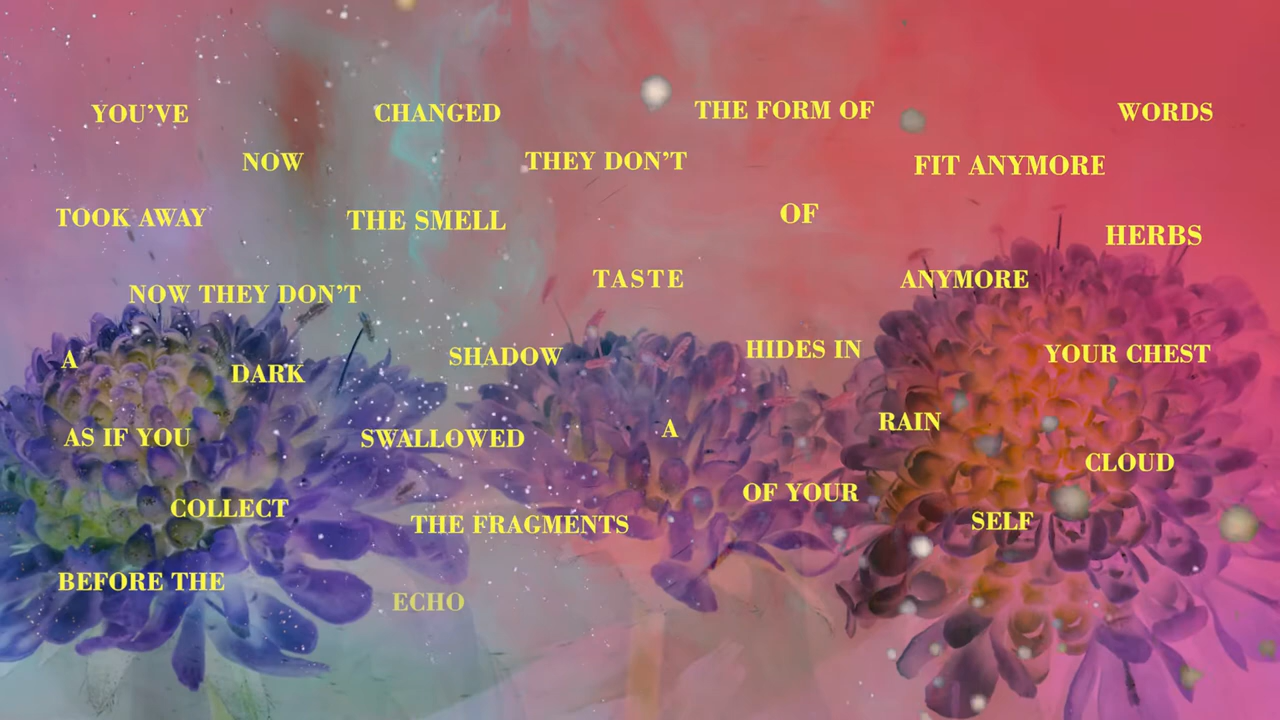 YOU’VE CHANGED THE FORM OF WORDS
NOW THEY DON’T FIT ANYMORE
TOOK AWAY THE SMELL OF HERBS
NOW THEY DON’T TASTE ANYMORE
A DARK SHADOW HIDES IN YOUR CHEST
AS IF YOU SWALLOWED A RAIN CLOUD
COLLECT THE FRAGMENTS OF YOUR SELF
BEFORE THE ECHO